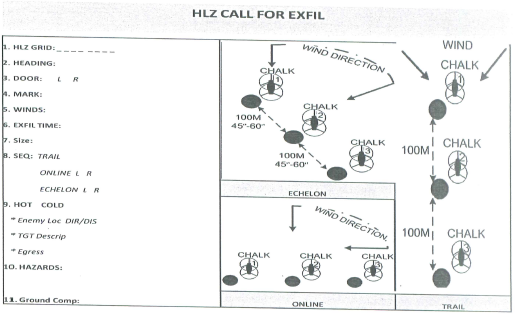 HLZ CALL FOR EXFIL
1. HLZ GRID: _ _ _ _ _ _ _ _
2. HEADING:
3. DOOR: L R
4. MARK:
5. WINDS:
6. EXFIL TIME:
7. Size:
8. SEQ: TRAIL
ONLINE L R
ECHELON L R
9. HOT COLD
* Enemy Loc DIR/DIS
* TGT Descrip
* Egress
10. HAZARDS:
11. Ground Comp:
WIND DIRECTION
CHALK
1
CHALK
2
CHALK
3
100M
45°-60°
100M
45°-60°
ECHELON
WIND DIRECTION.
CHALK
1
CHALK
2
CHALK
3
ONLINE
WIND
CHALK
1
100M
CHALK
2
100M
CHALK
3
TRAIL